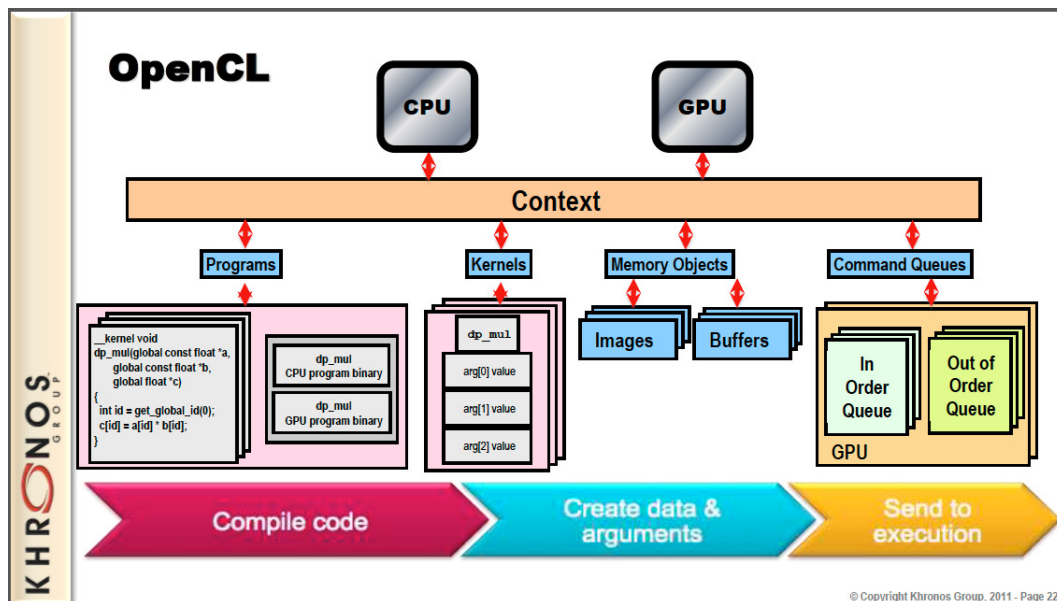 OpenCL
CPU
GPU
Context
Programs
Kernels
Memory Objects
Command Queues
__kernel void
dp_mul(global const float *a,
global const float *b,
global float *c)
{
int id = get_global_id(0);
c[id] = a[id] * b[id];
}
dp_mul
CPU program binary
dp_mul
GPU program binary
dp_mul
arg[0] value
arg[1] value
arg[2] value
Images
Buffers
In
Order
Queue
Out of
Order
Queue
GPU
Compile code
Create data &
arguments
Send to
execution
KHRONOS
GROUP
© Copyright Khronos Group, 2011 - Page 22